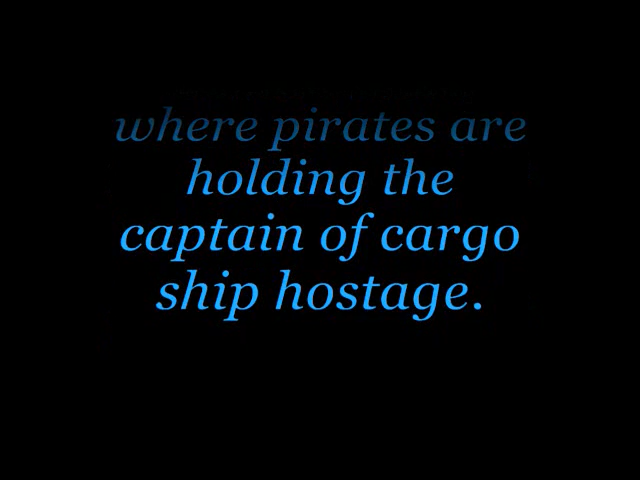 where pirates are
holding the
captain of cargo
ship hostage.